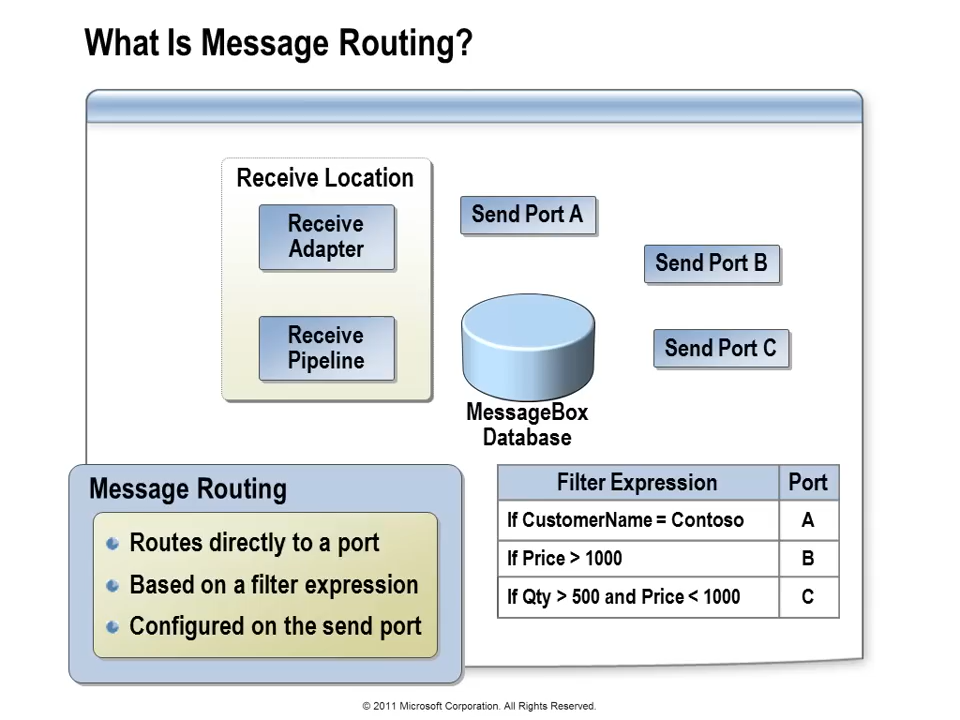 What Is Message Routing?
Receive Location
Receive
Adapter
Receive
Pipeline
Send Port A
Send Port B
Send Port C
MessageBox
Database
Message Routing
Routes directly to a port
Based on a filter expression
Configured on the send port
Filter Expression Port
If CustomerName = Contoso A
If Price > 1000 B
If Qty > 500 and Price < 1000 C
© 2011 Microsoft Corporation. All Rights Reserved.